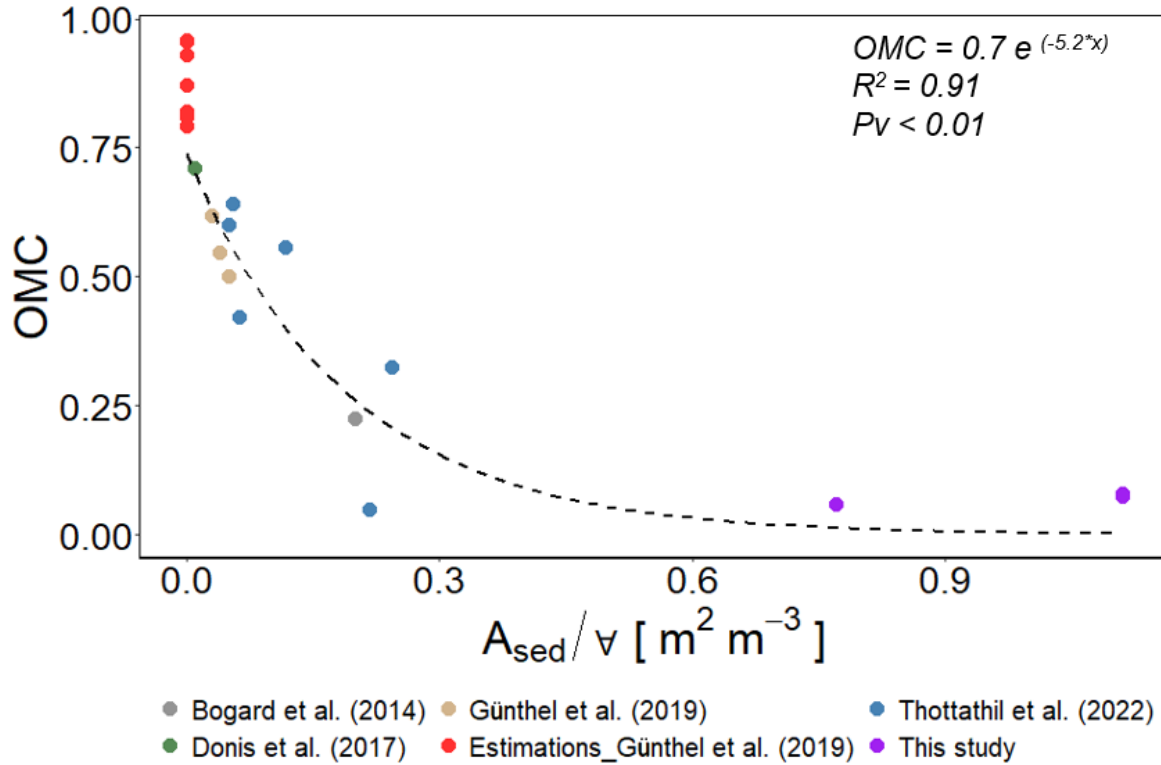 1.00
0.75
0.50
0.25
0.00
OMC
OMC = 0.7 e (-5.2*x)
R² = 0.91
Pv < 0.01
0.0 0.3 0.6 0.9
A_sed / ∀ [ m² m⁻³ ]
Bogard et al. (2014) Günthel et al. (2019) Thottathil et al. (2022)
Donis et al. (2017) Estimations_Günthel et al. (2019) This study